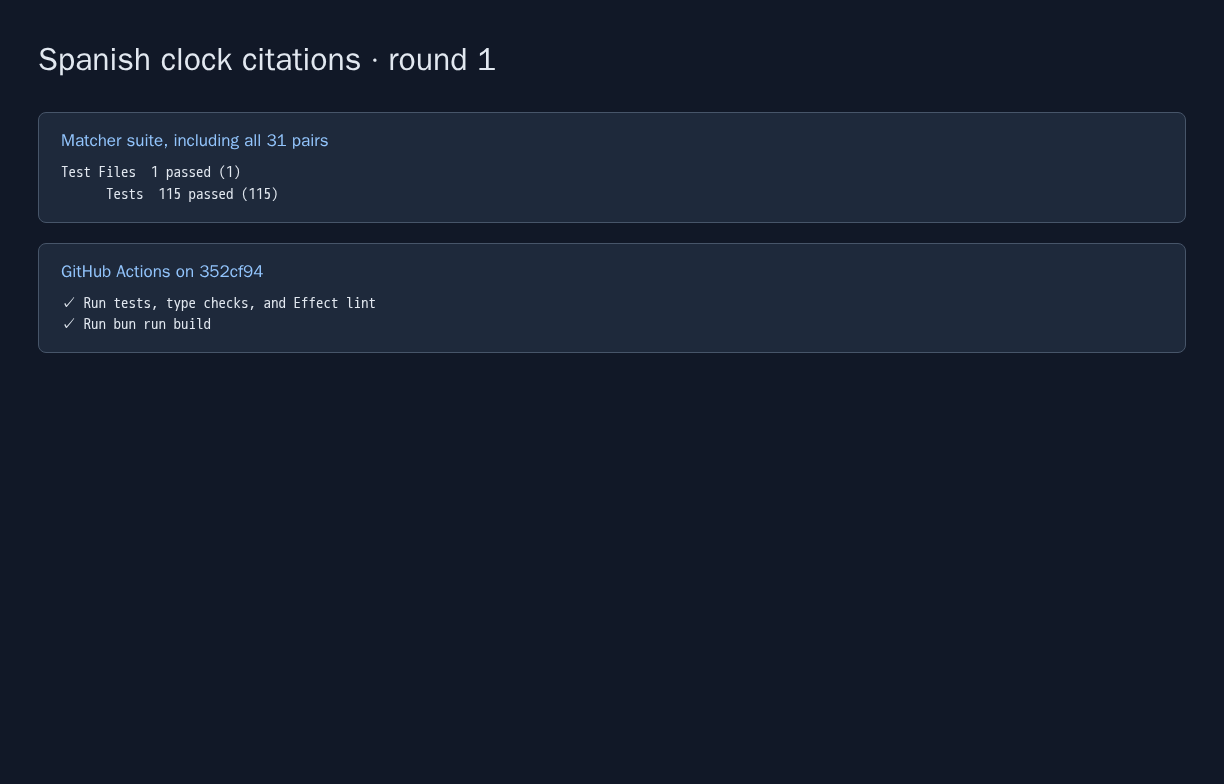 Spanish clock citations · round 1
Matcher suite, including all 31 pairs
Test Files  1 passed (1)
      Tests  115 passed (115)
GitHub Actions on 352cf94
✓ Run tests, type checks, and Effect lint
✓ Run bun run build